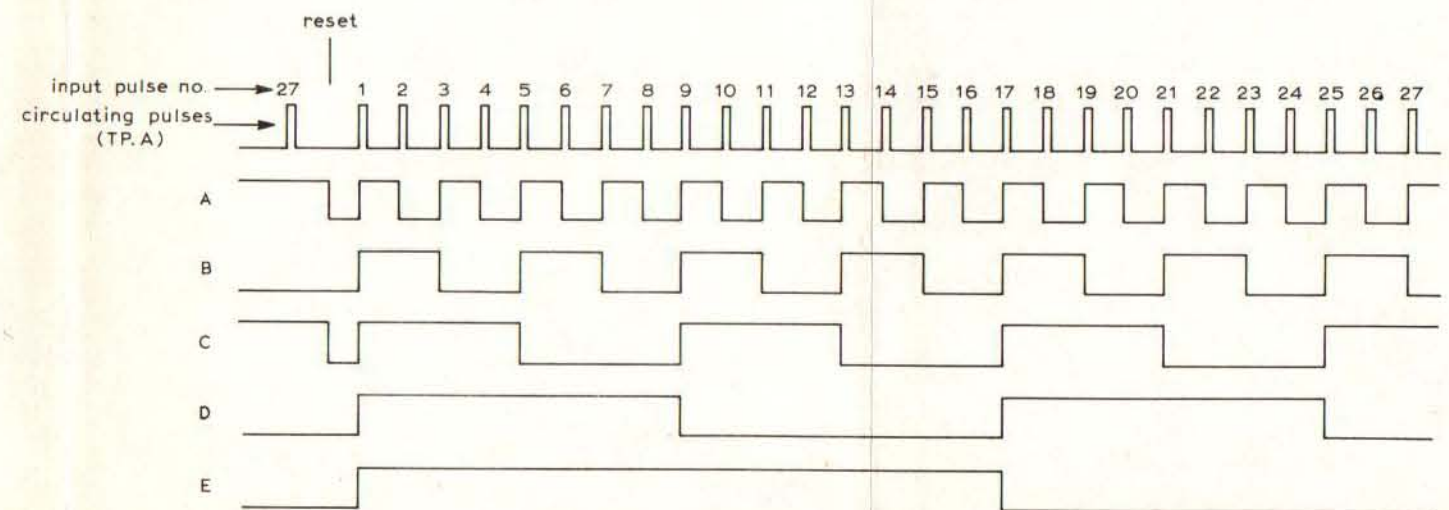 reset
input pulse no. 27 1 2 3 4 5 6 7 8 9 10 11 12 13 14 15 16 17 18 19 20 21 22 23 24 25 26 27
circulating pulses
(TP.A)
A
B
C
D
E